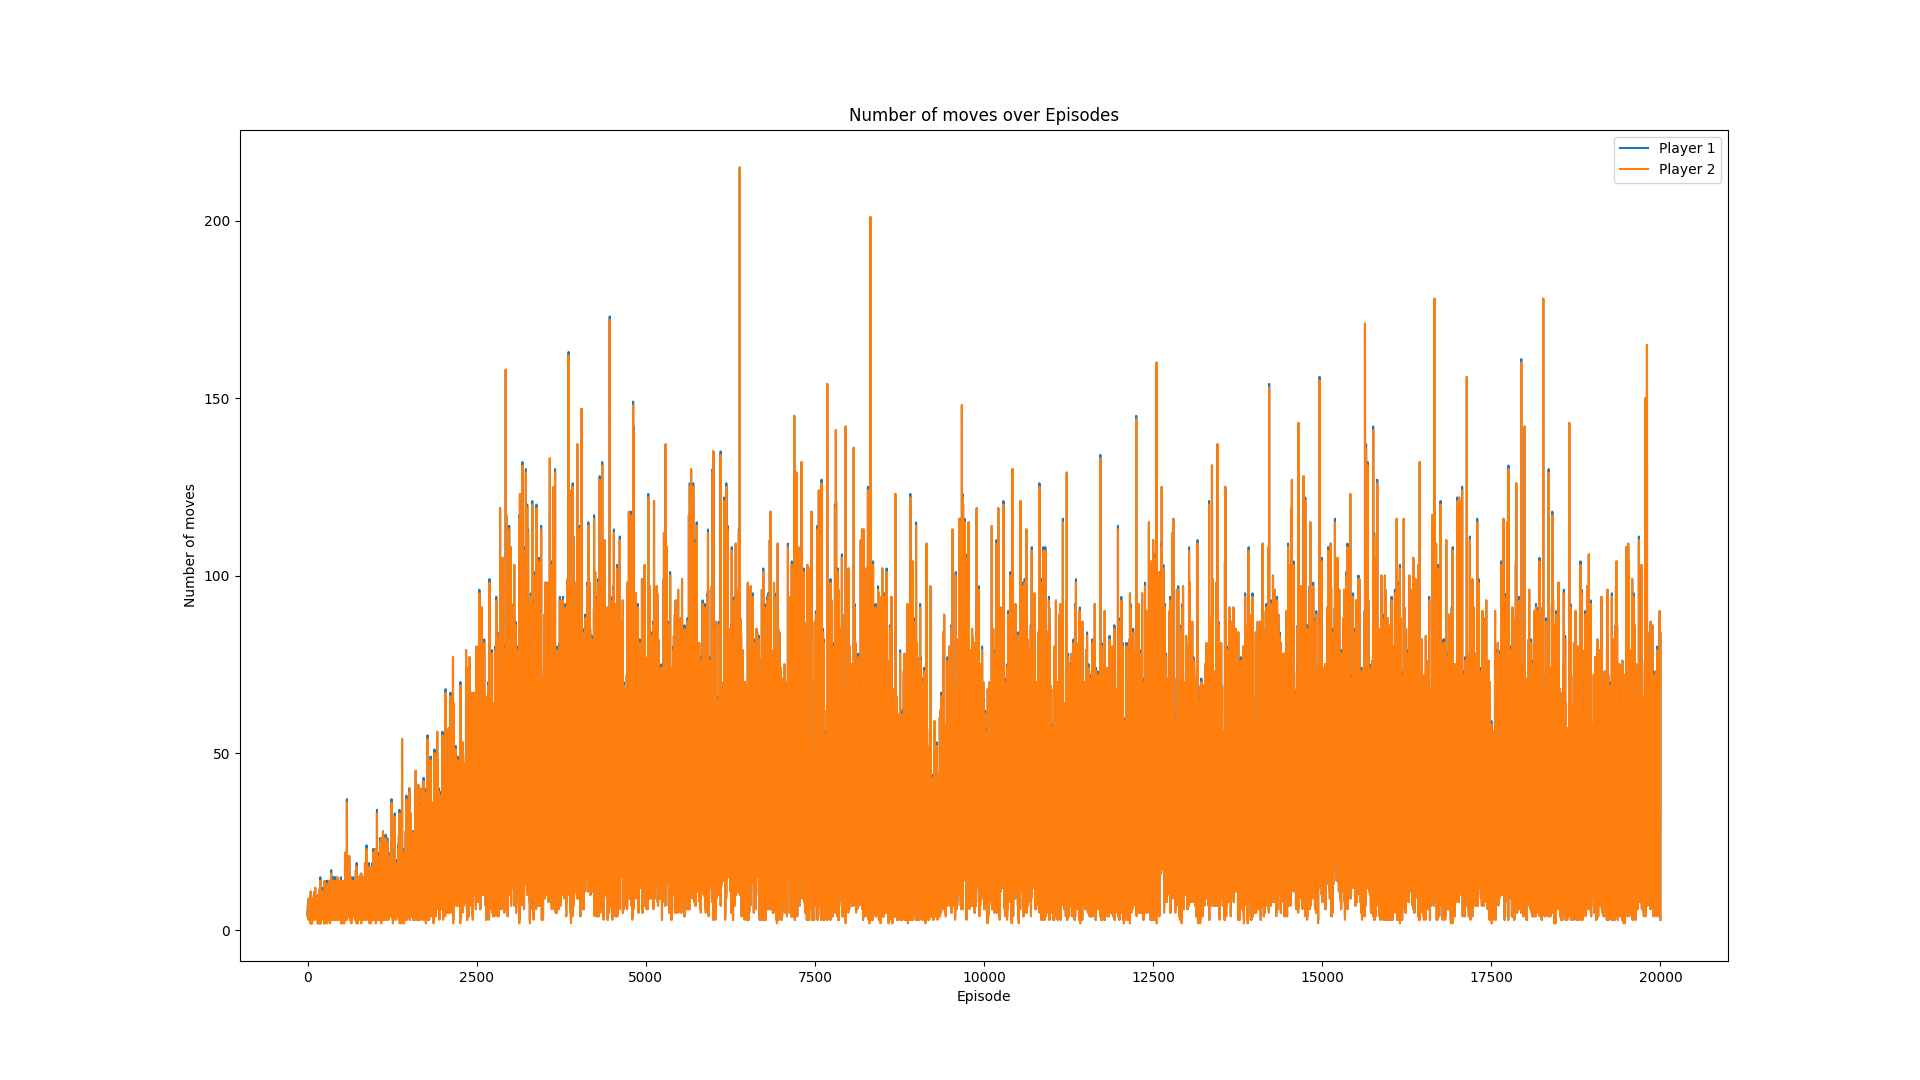 Number of moves over Episodes
Player 1
Player 2
Number of moves
200
150
100
50
0
0 2500 5000 7500 10000 12500 15000 17500 20000
Episode